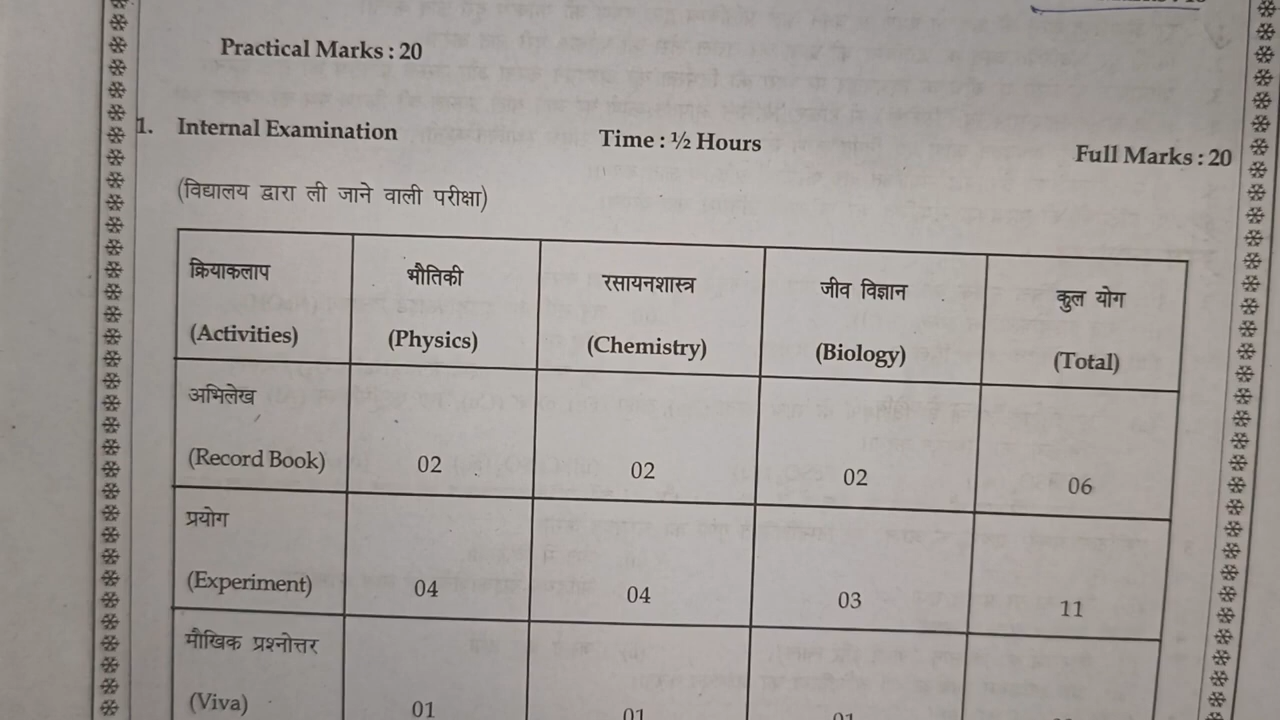 Practical Marks : 20
1. Internal Examination Time : ½ Hours Full Marks : 20
(विद्यालय द्वारा ली जाने वाली परीक्षा)
क्रियाकलाप भौतिकी रसायनशास्त्र जीव विज्ञान कुल योग
(Activities) (Physics) (Chemistry) (Biology) (Total)
अभिलेख
(Record Book) 02 02 02 06
प्रयोग
(Experiment) 04 04 03 11
मौखिक प्रश्नोत्तर
(Viva) 01 01 01